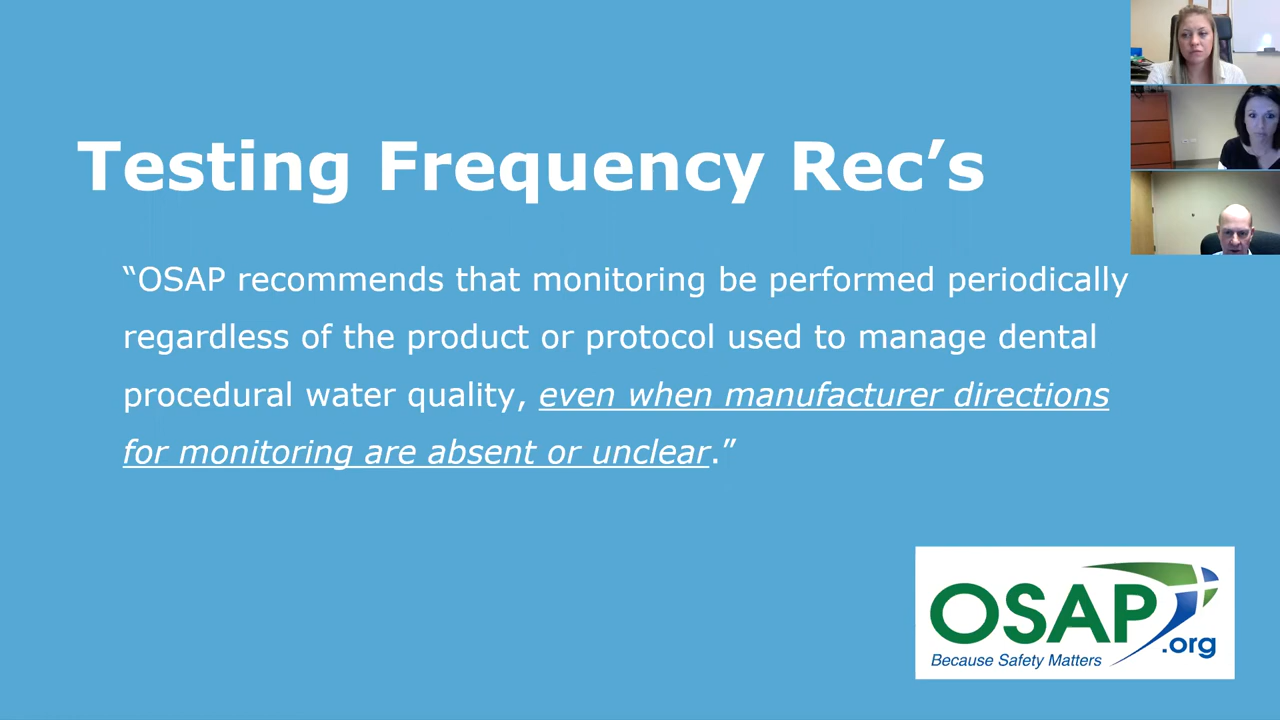 Testing Frequency Rec’s
“OSAP recommends that monitoring be performed periodically
regardless of the product or protocol used to manage dental
procedural water quality, even when manufacturer directions
for monitoring are absent or unclear.”
OSAP
.org
Because Safety Matters